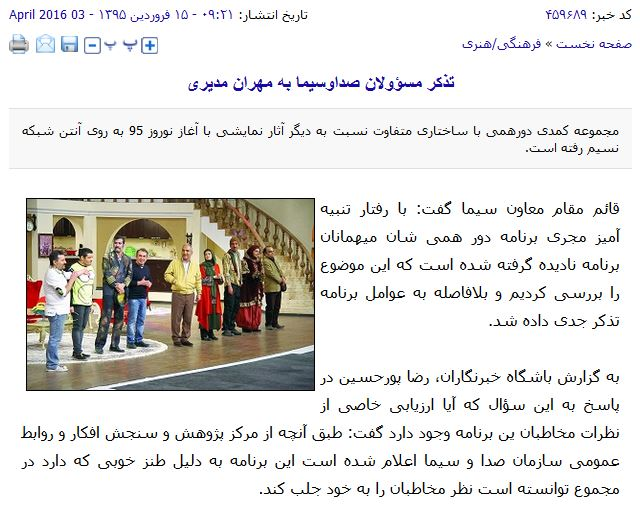 کد خبر: ۴۵۹۶۸۹
تاریخ انتشار: ۰۹:۲۱ - ۱۵ فروردین ۱۳۹۵ - 03 April 2016
صفحه نخست » فرهنگی/هنری
پ پ
تذکر مسؤولان صداوسیما به مهران مدیری
مجموعه کمدی دورهمی با ساختاری متفاوت نسبت به دیگر آثار نمایشی با آغاز نوروز 95 به روی آنتن شبکه
نسیم رفته است.
قائم مقام معاون سیما گفت: با رفتار تنبیه
آمیز مجری برنامه دور همی شان میهمانان
برنامه نادیده گرفته شده است که این موضوع
را بررسی کردیم و بلافاصله به عوامل برنامه
تذکر جدی داده شد.
به گزارش باشگاه خبرنگاران، رضا پورحسین در
پاسخ به این سؤال که آیا ارزیابی خاصی از
نظرات مخاطبان ین برنامه وجود دارد گفت: طبق آنچه از مرکز پژوهش و سنجش افکار و روابط
عمومی سازمان صدا و سیما اعلام شده است این برنامه به دلیل طنز خوبی که دارد در
مجموع توانسته است نظر مخاطبان را به خود جلب کند.